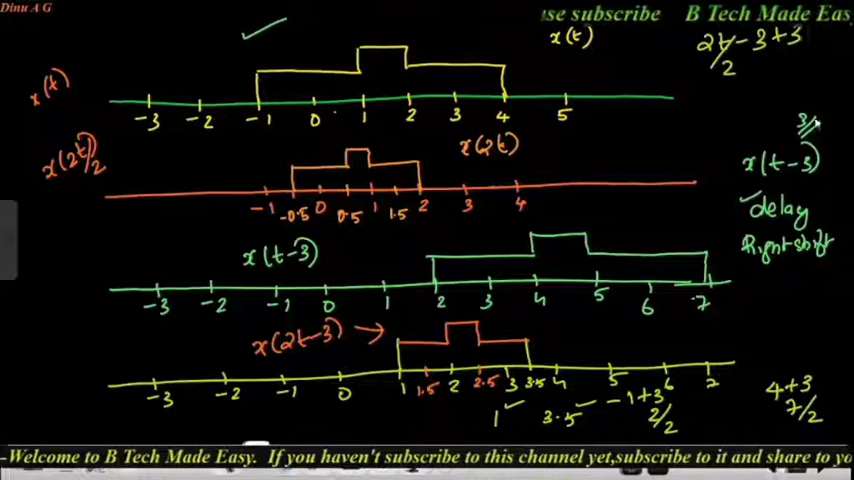 Dinu A G
se subscribe B Tech Made Eas
x(t)
2t-3+3
2
x(t)
-3 -2 -1 0 1 2 3 4 5
3
x(2t)/2
x(2t)
-1 -0.5 0 0.5 1 1.5 2 3 4
x(t-3)
delay
Right shift
x(t-3)
-3 -2 -1 0 1 2 3 4 5 6 7
x(2t-3)
-3 -2 -1 0 1 1.5 2 2.5 3 3.5 4 5 6 7
1 3.5 -1+3
2/2
4+3
7/2
-Welcome to B Tech Made Easy. If you haven't subscribed to this channel yet,subscribe to it and share to yo